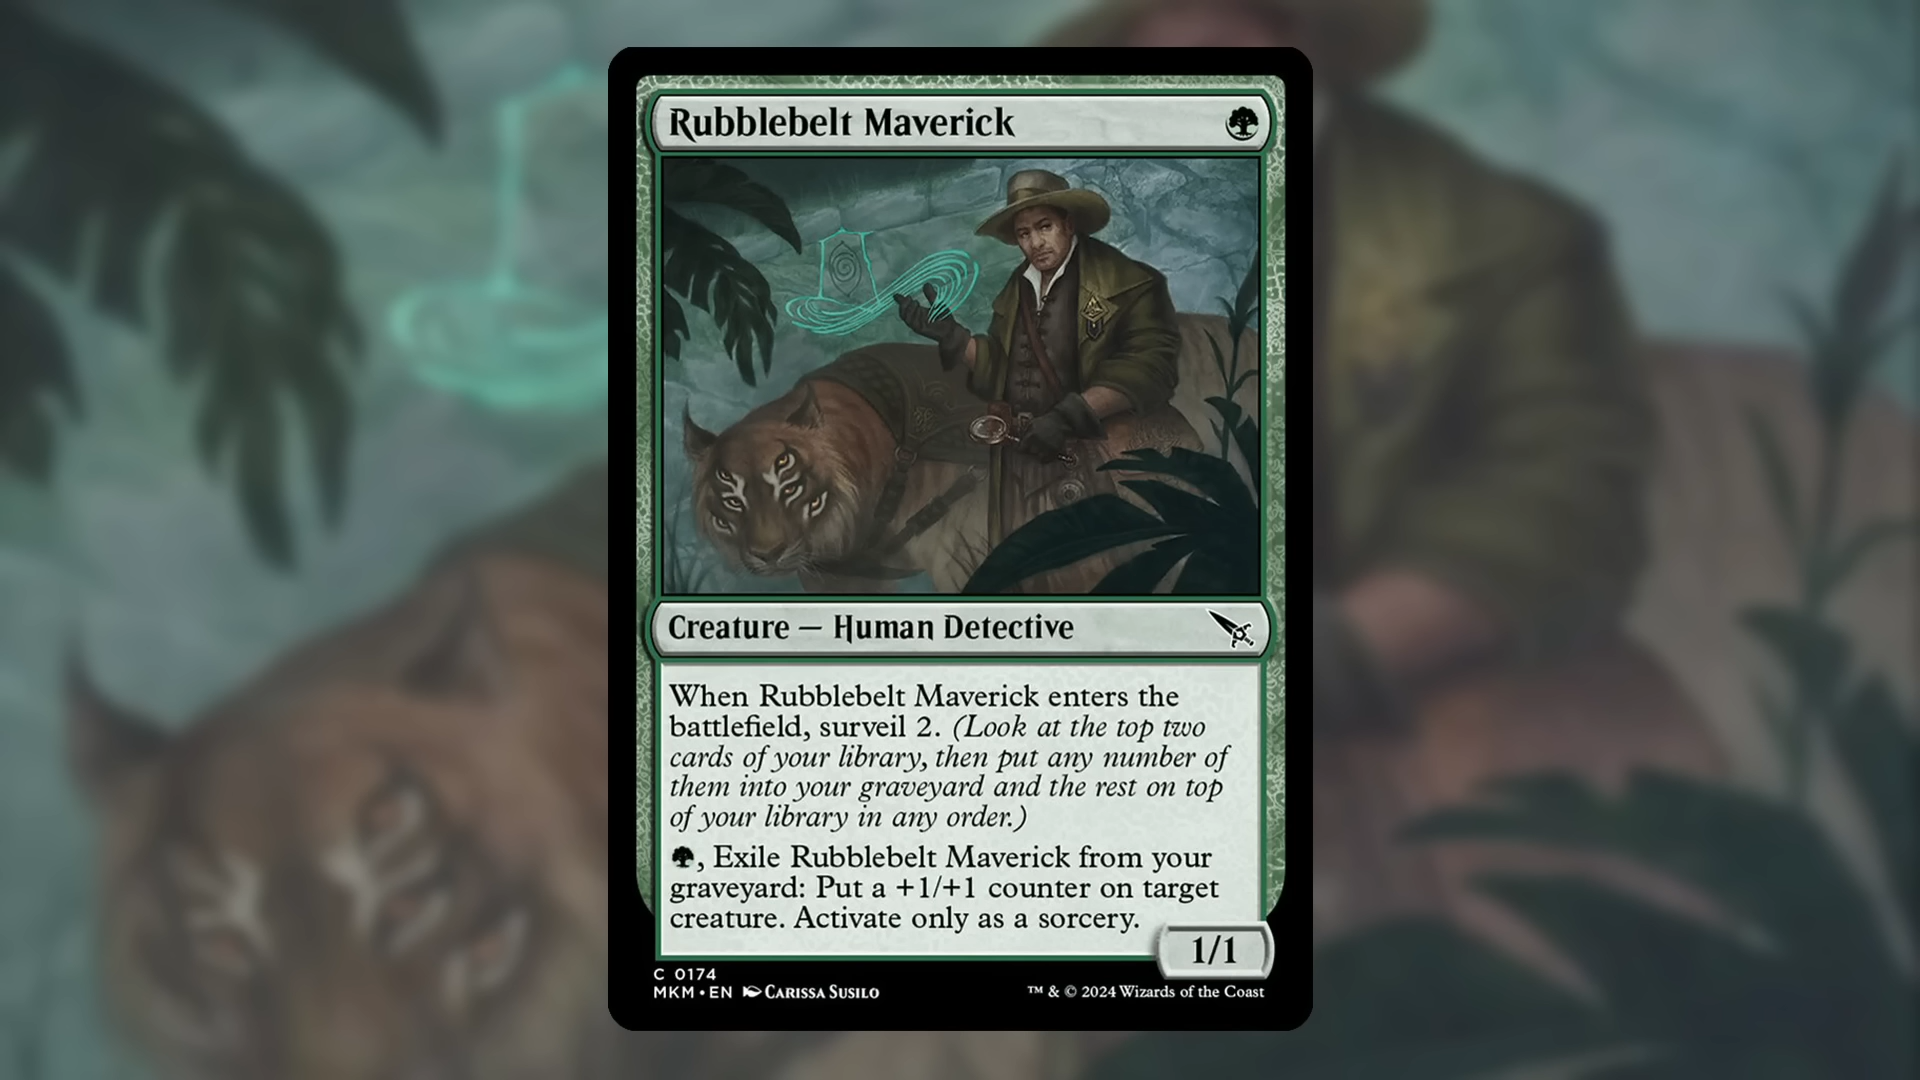 Rubblebelt Maverick
Creature — Human Detective
When Rubblebelt Maverick enters the
battlefield, surveil 2. (Look at the top two
cards of your library, then put any number of
them into your graveyard and the rest on top
of your library in any order.)
, Exile Rubblebelt Maverick from your
graveyard: Put a +1/+1 counter on target
creature. Activate only as a sorcery.
1/1
C 0174
MKM • EN CARISSA SUSILO
™ & © 2024 Wizards of the Coast